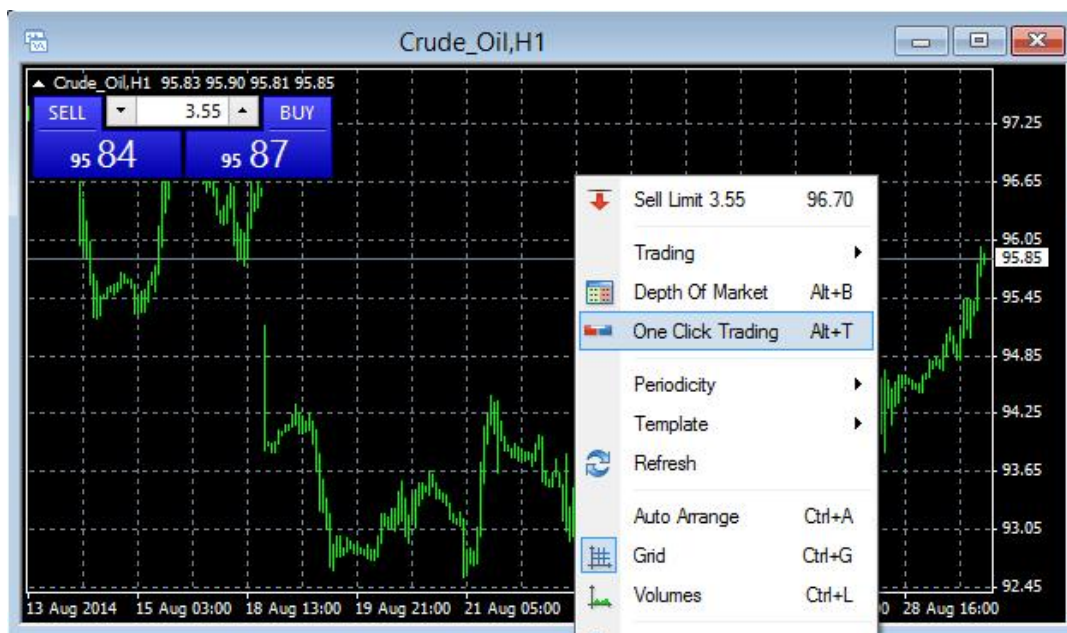 Crude_Oil,H1
Crude_Oil,H1 95.83 95.90 95.81 95.85
SELL 3.55 BUY
95 84 95 87
97.25
96.65
96.05
95.85
95.45
94.85
94.25
93.65
93.05
92.45
Sell Limit 3.55 96.70
Trading
Depth Of Market Alt+B
One Click Trading Alt+T
Periodicity
Template
Refresh
Auto Arrange Ctrl+A
Grid Ctrl+G
Volumes Ctrl+L
13 Aug 2014 15 Aug 03:00 18 Aug 13:00 19 Aug 21:00 21 Aug 05:00 28 Aug 16:00